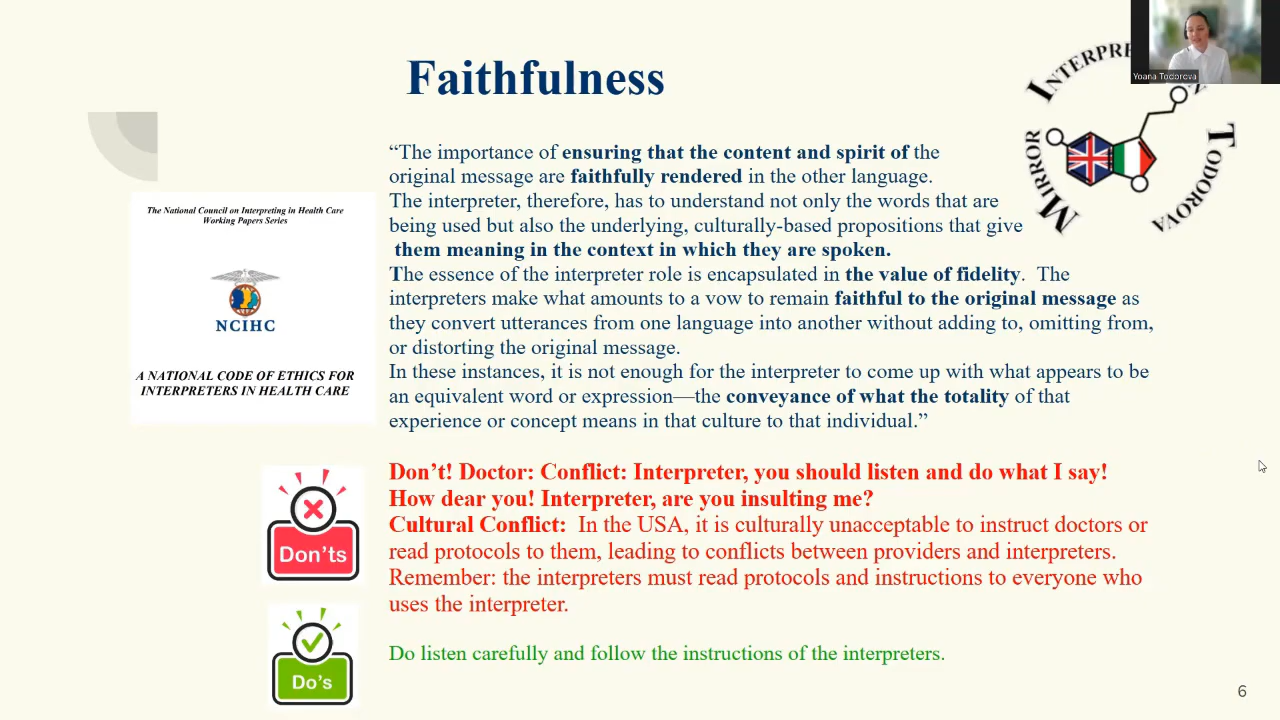 Faithfulness
Yoana Todorova
MIRROR INTERPRE
TODOROVA
“The importance of ensuring that the content and spirit of the
original message are faithfully rendered in the other language.
The interpreter, therefore, has to understand not only the words that are
being used but also the underlying, culturally-based propositions that give
them meaning in the context in which they are spoken.
The essence of the interpreter role is encapsulated in the value of fidelity.  The
interpreters make what amounts to a vow to remain faithful to the original message as
they convert utterances from one language into another without adding to, omitting from,
or distorting the original message.
In these instances, it is not enough for the interpreter to come up with what appears to be
an equivalent word or expression—the conveyance of what the totality of that
experience or concept means in that culture to that individual.”
The National Council on Interpreting in Health Care
Working Papers Series
NCIHC
A NATIONAL CODE OF ETHICS FOR
INTERPRETERS IN HEALTH CARE
Don’t! Doctor: Conflict: Interpreter, you should listen and do what I say!
How dear you! Interpreter, are you insulting me?
Cultural Conflict:  In the USA, it is culturally unacceptable to instruct doctors or
read protocols to them, leading to conflicts between providers and interpreters.
Remember: the interpreters must read protocols and instructions to everyone who
uses the interpreter.
Don’ts
Do listen carefully and follow the instructions of the interpreters.
Do’s
6